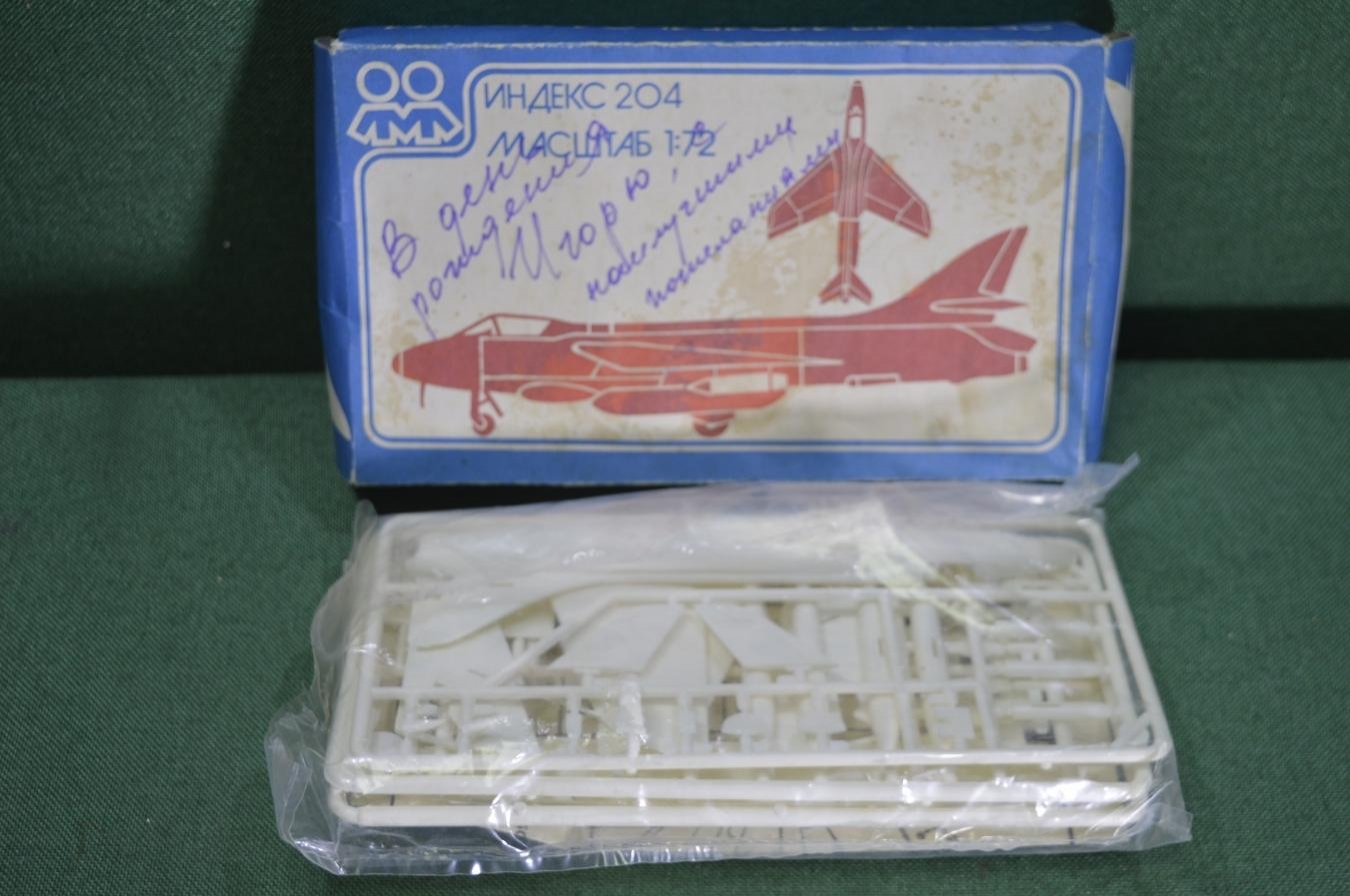 ИНДЕКС 204
МАСШТАБ 1:72
В день
рождения
Игорю, с
наилучшими
пожеланиями